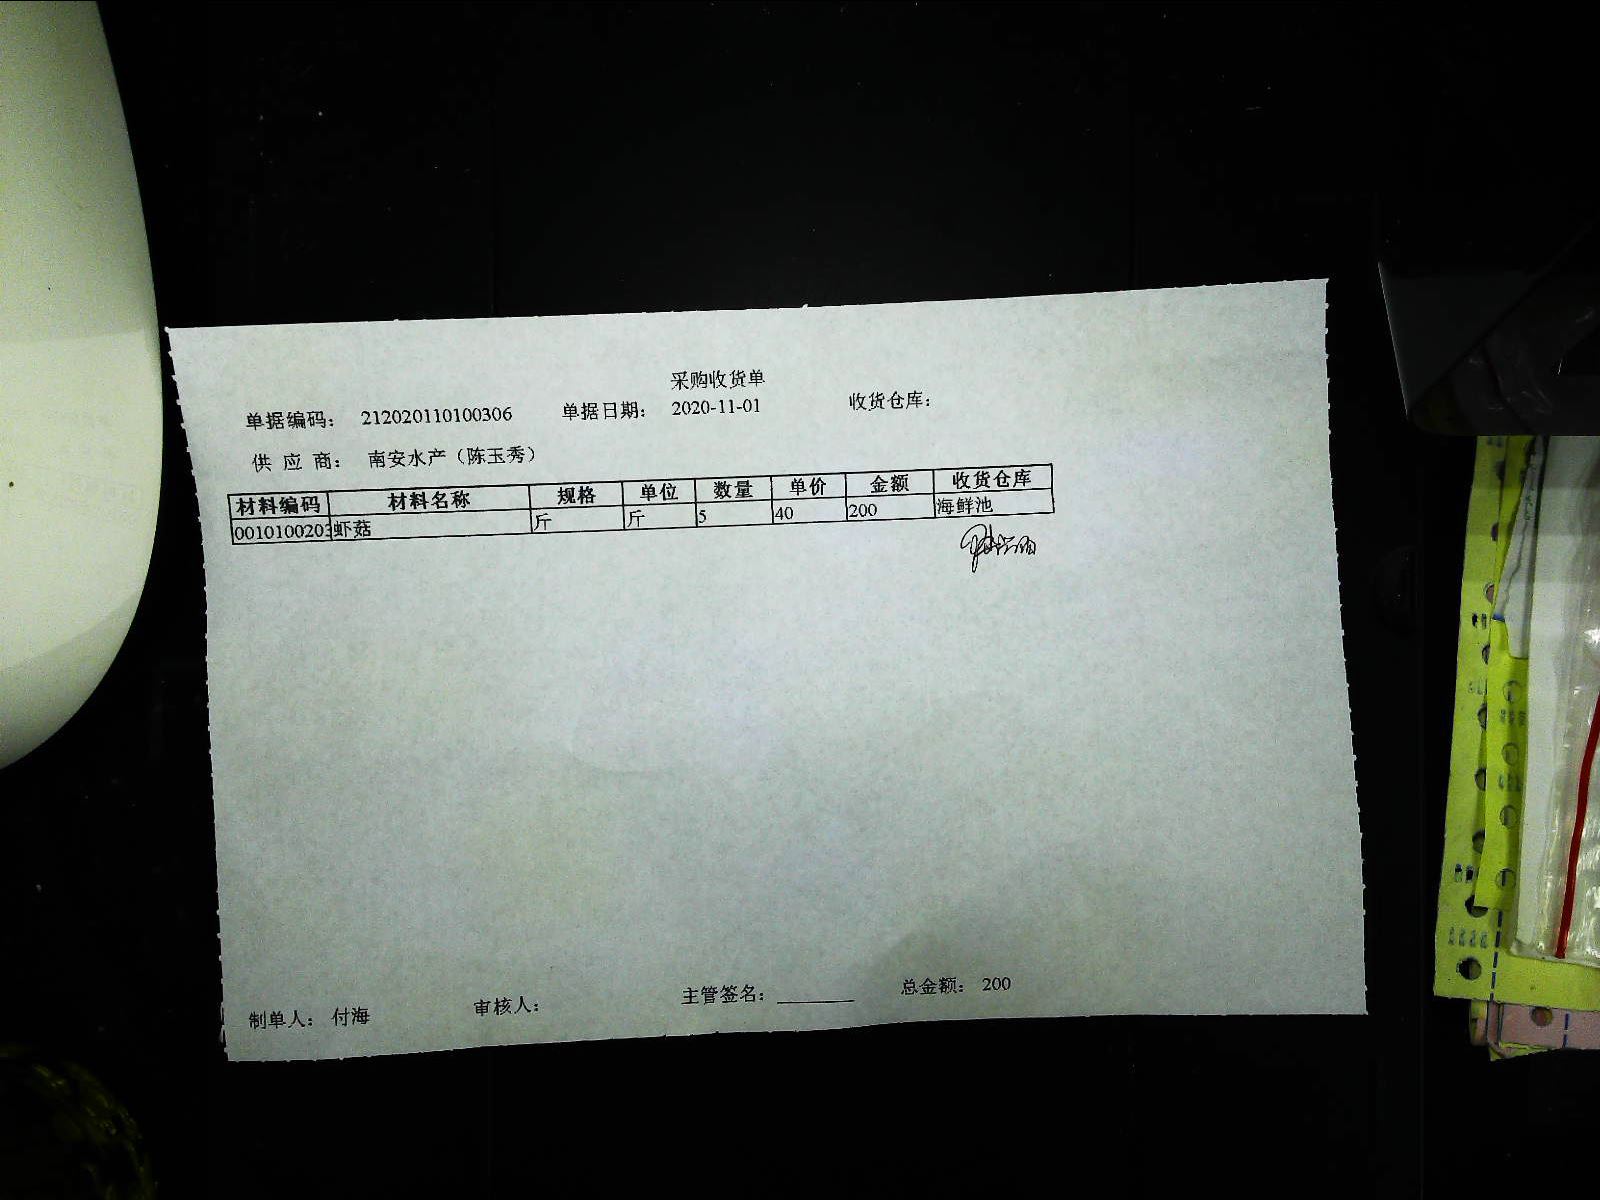 采购收货单
单据编码： 212020110100306 单据日期： 2020-11-01 收货仓库：
供 应 商： 南安水产（陈玉秀）
材料编码 材料名称 规格 单位 数量 单价 金额 收货仓库
0010100203 虾菇 斤 斤 5 40 200 海鲜池
制单人： 付海 审核人： 主管签名： 总金额： 200